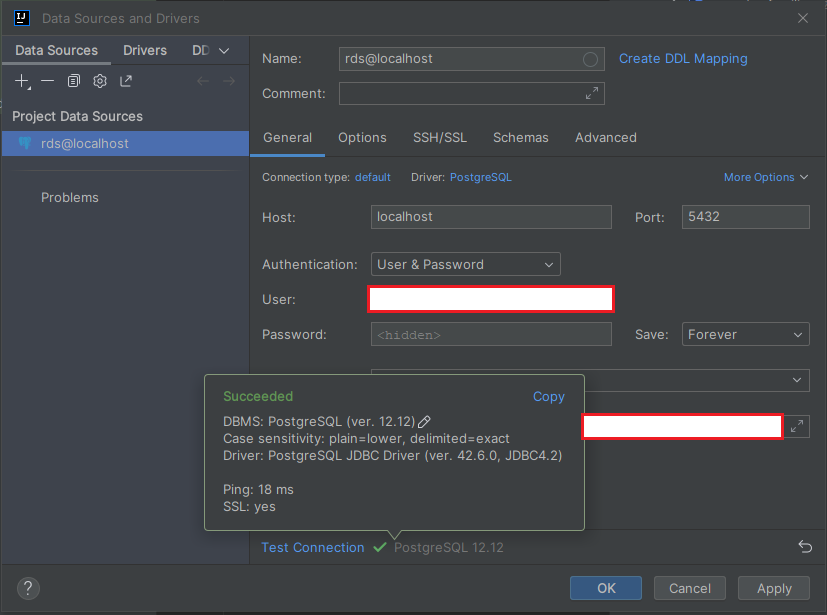 IJ
Data Sources and Drivers
Data Sources Drivers DD
Project Data Sources
rds@localhost
Problems
Name: rds@localhost Create DDL Mapping
Comment:
General Options SSH/SSL Schemas Advanced
Connection type: default Driver: PostgreSQL More Options
Host: localhost Port: 5432
Authentication: User & Password
User:
Password: <hidden> Save: Forever
Succeeded Copy
DBMS: PostgreSQL (ver. 12.12)
Case sensitivity: plain=lower, delimited=exact
Driver: PostgreSQL JDBC Driver (ver. 42.6.0, JDBC4.2)
Ping: 18 ms
SSL: yes
Test Connection PostgreSQL 12.12
? OK Cancel Apply